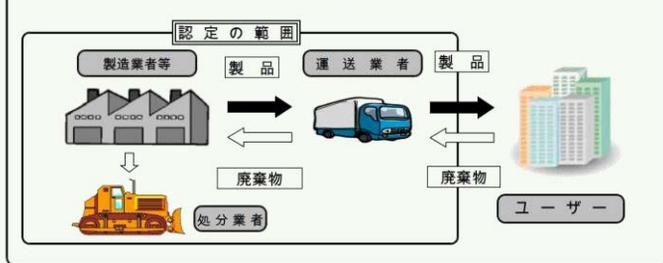 認定の範囲
製造業者等
製品
運送業者
製品
廃棄物
廃棄物
処分業者
ユーザー